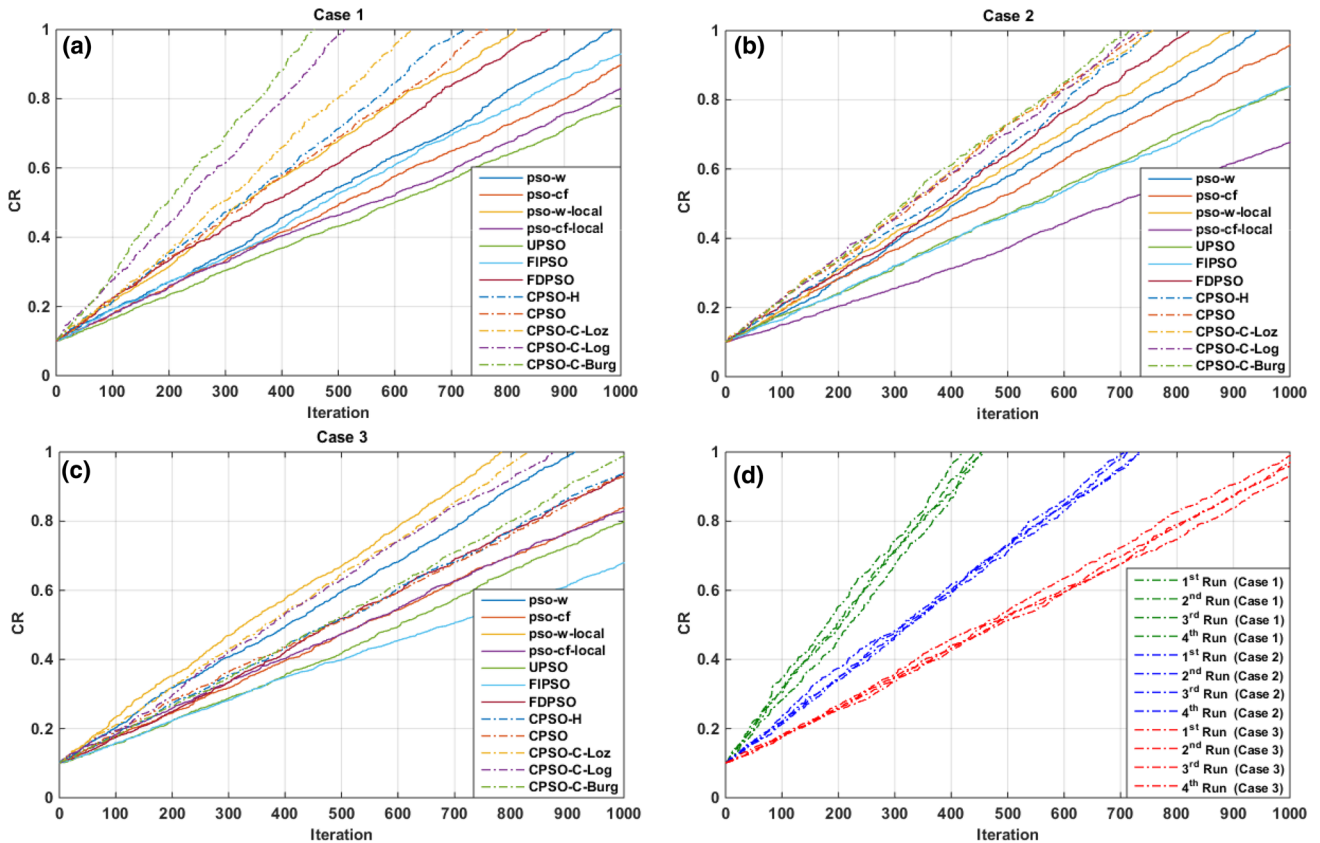 Case 1
(a)
CR
1
0.8
0.6
0.4
0.2
0
0 100 200 300 400 500 600 700 800 900 1000
Iteration
pso-w
pso-cf
pso-w-local
pso-cf-local
UPSO
FIPSO
FDPSO
CPSO-H
CPSO
CPSO-C-Loz
CPSO-C-Log
CPSO-C-Burg
Case 2
(b)
CR
1
0.8
0.6
0.4
0.2
0
0 100 200 300 400 500 600 700 800 900 1000
iteration
pso-w
pso-cf
pso-w-local
pso-cf-local
UPSO
FIPSO
FDPSO
CPSO-H
CPSO
CPSO-C-Loz
CPSO-C-Log
CPSO-C-Burg
Case 3
(c)
CR
1
0.8
0.6
0.4
0.2
0
0 100 200 300 400 500 600 700 800 900 1000
Iteration
pso-w
pso-cf
pso-w-local
pso-cf-local
UPSO
FIPSO
FDPSO
CPSO-H
CPSO
CPSO-C-Loz
CPSO-C-Log
CPSO-C-Burg
(d)
CR
1
0.8
0.6
0.4
0.2
0
0 100 200 300 400 500 600 700 800 900 1000
Iteration
1st Run (Case 1)
2nd Run (Case 1)
3rd Run (Case 1)
4th Run (Case 1)
1st Run (Case 2)
2nd Run (Case 2)
3rd Run (Case 2)
4th Run (Case 2)
1st Run (Case 3)
2nd Run (Case 3)
3rd Run (Case 3)
4th Run (Case 3)